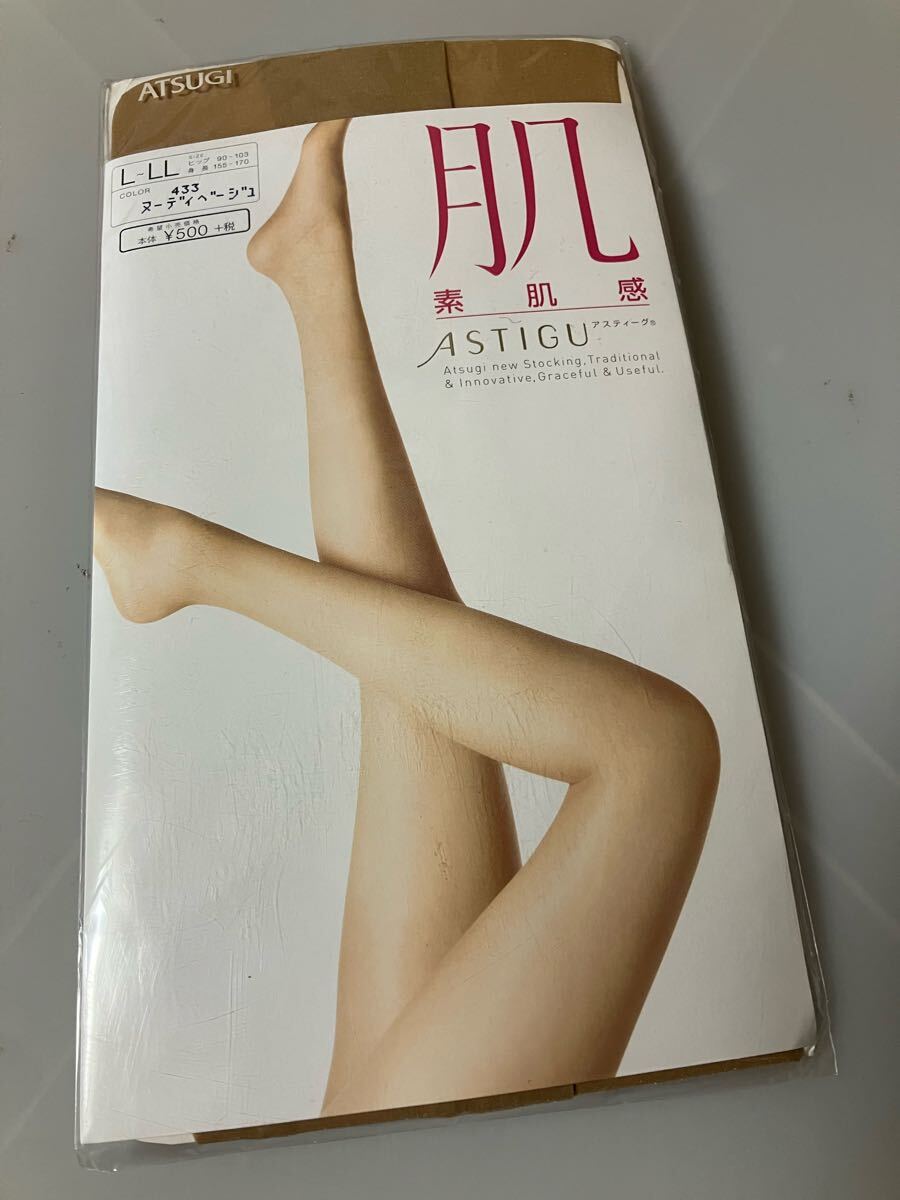 ATSUGI
L~LL
SIZE
ヒップ 90-103
身長 155-170
COLOR 433
ヌーディベージュ
希望小売価格
本体 ¥500 +税
肌
素肌感
ASTIGU アスティーグ®
Atsugi new Stocking,Traditional
& Innovative,Graceful & Useful.